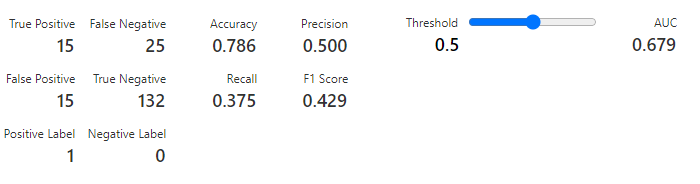 True Positive False Negative Accuracy Precision Threshold AUC
15 25 0.786 0.500 0.5 0.679
False Positive True Negative Recall F1 Score
15 132 0.375 0.429
Positive Label Negative Label
1 0